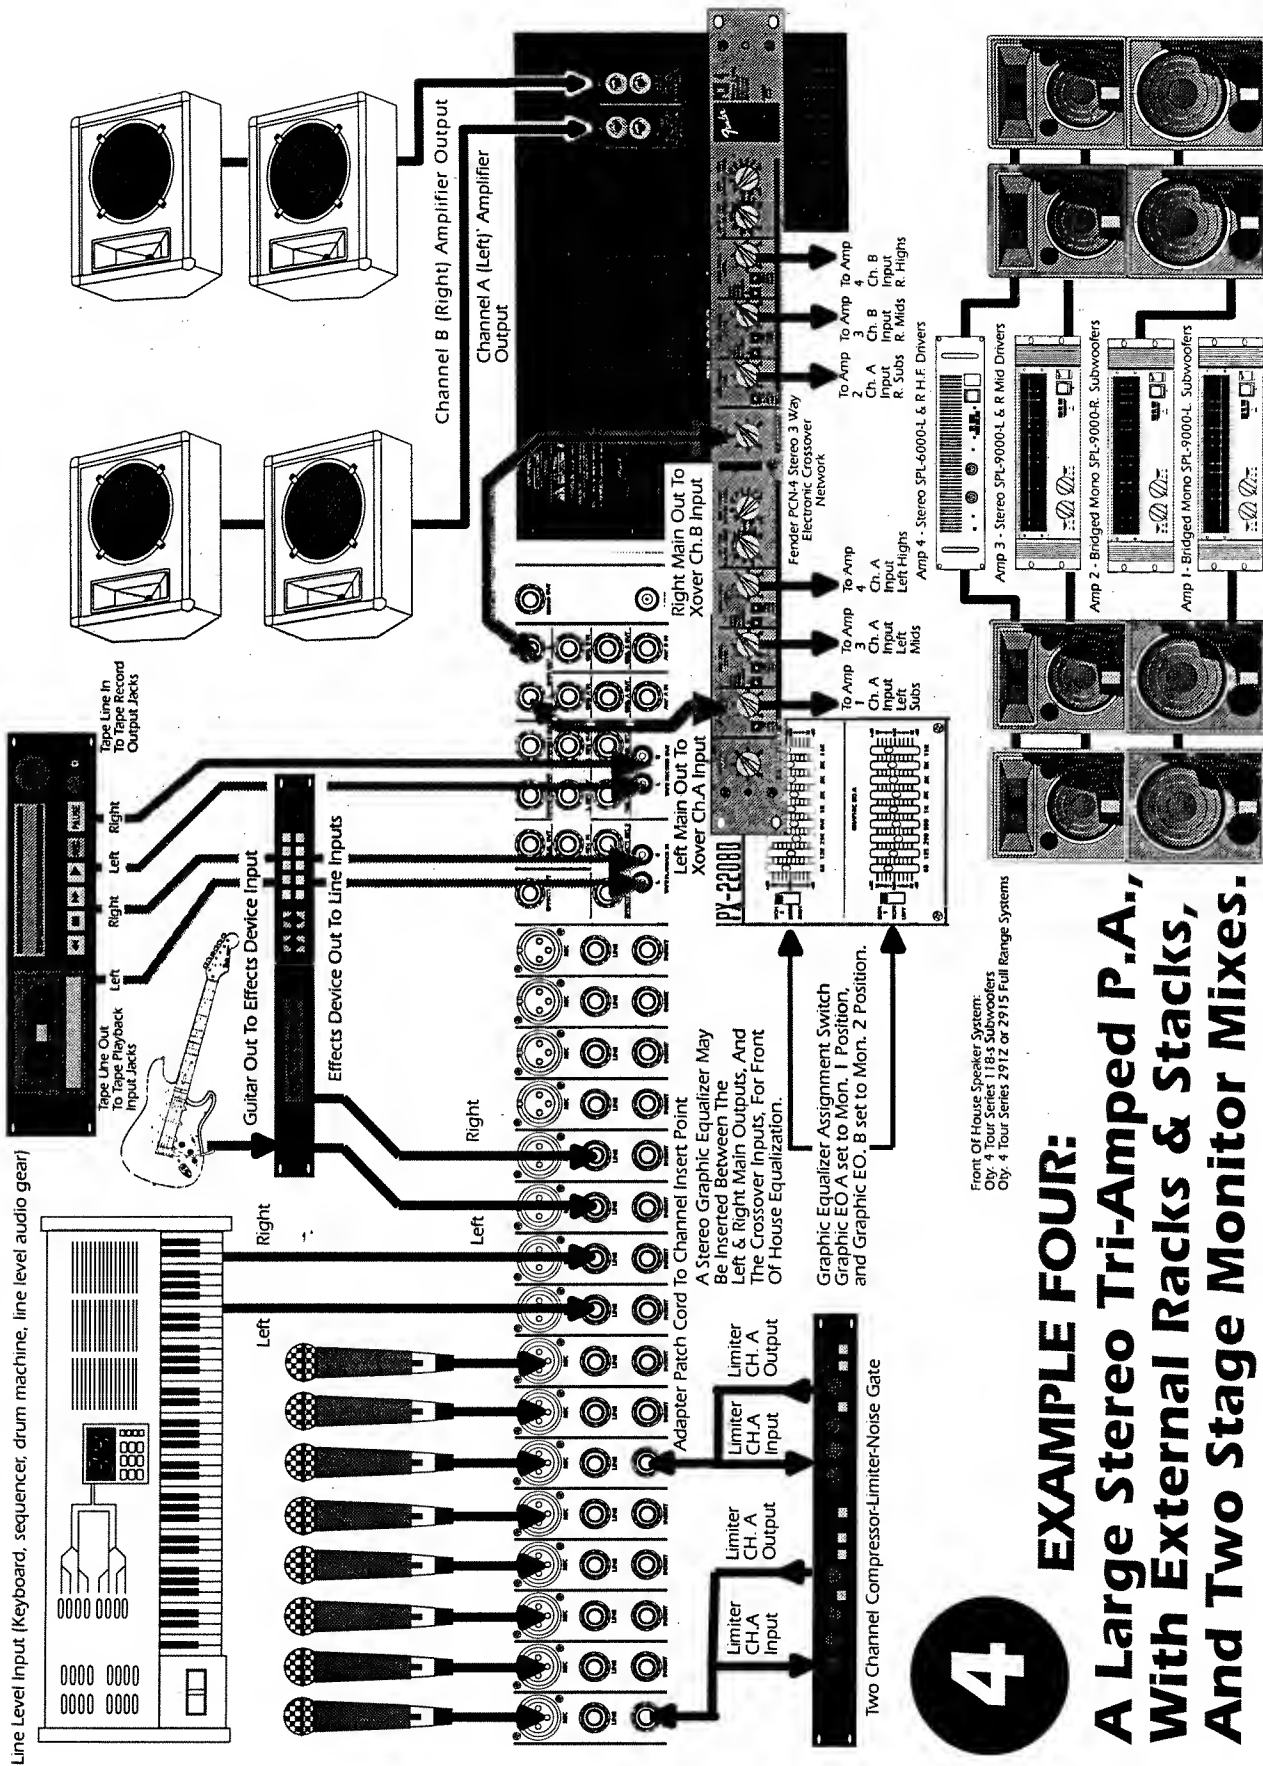 Line Level Input (Keyboard, sequencer, drum machine, line level audio gear)
Tape Line Out
To Tape Playback
Input Jacks
Left
Right
Left
Right
Tape Line In
To Tape Record
Output Jacks
PAUSE
Guitar Out To Effects Device Input
Effects Device Out To Line Inputs
Left
Right
Left
Right
Channel B (Right) Amplifier Output
Channel A (Left)' Amplifier
Output
MIC
LINE
Adapter Patch Cord To Channel Insert Point
A Stereo Graphic Equalizer May
Be Inserted Between The
Left & Right Main Outputs, And
The Crossover Inputs, For Front
Of House Equalization.
Left Main Out To
Xover Ch.A Input
Right Main Out To
Xover Ch.B Input
PX-2208D
Fender
Fender PCN-4 Stereo 3 Way
Electronic Crossover
Network
To Amp
1
Ch. A
Input
Left
Subs
To Amp
3
Ch. A
Input
Left
Mids
To Amp
4
Ch. A
Input
Left Highs
To Amp
2
Ch. A
Input
R. Subs
To Amp
3
Ch. B
Input
R. Mids
To Amp
4
Ch. B
Input
R. Highs
Graphic Equalizer Assignment Switch
Graphic EO A set to Mon. 1 Position,
and Graphic EO. B set to Mon. 2 Position.
Limiter
CH.A
Input
Limiter
CH. A
Output
Limiter
CH.A
Input
Limiter
CH. A
Output
Two Channel Compressor-Limiter-Noise Gate
Amp 4 - Stereo SPL-6000-L & R H.F. Drivers
Amp 3 - Stereo SPL-9000-L & R Mid Drivers
Amp 2 - Bridged Mono SPL-9000-R. Subwoofers
Amp 1- Bridged Mono SPL-9000-L. Subwoofers
Front Of House Speaker System:
Qty. 4 Tour Series 118-s Subwoofers
Qty. 4 Tour Series 2912 or 2915 Full Range Systems
4
EXAMPLE FOUR:
A Large Stereo Tri-Amped P.A.,
With External Racks & Stacks,
And Two Stage Monitor Mixes.